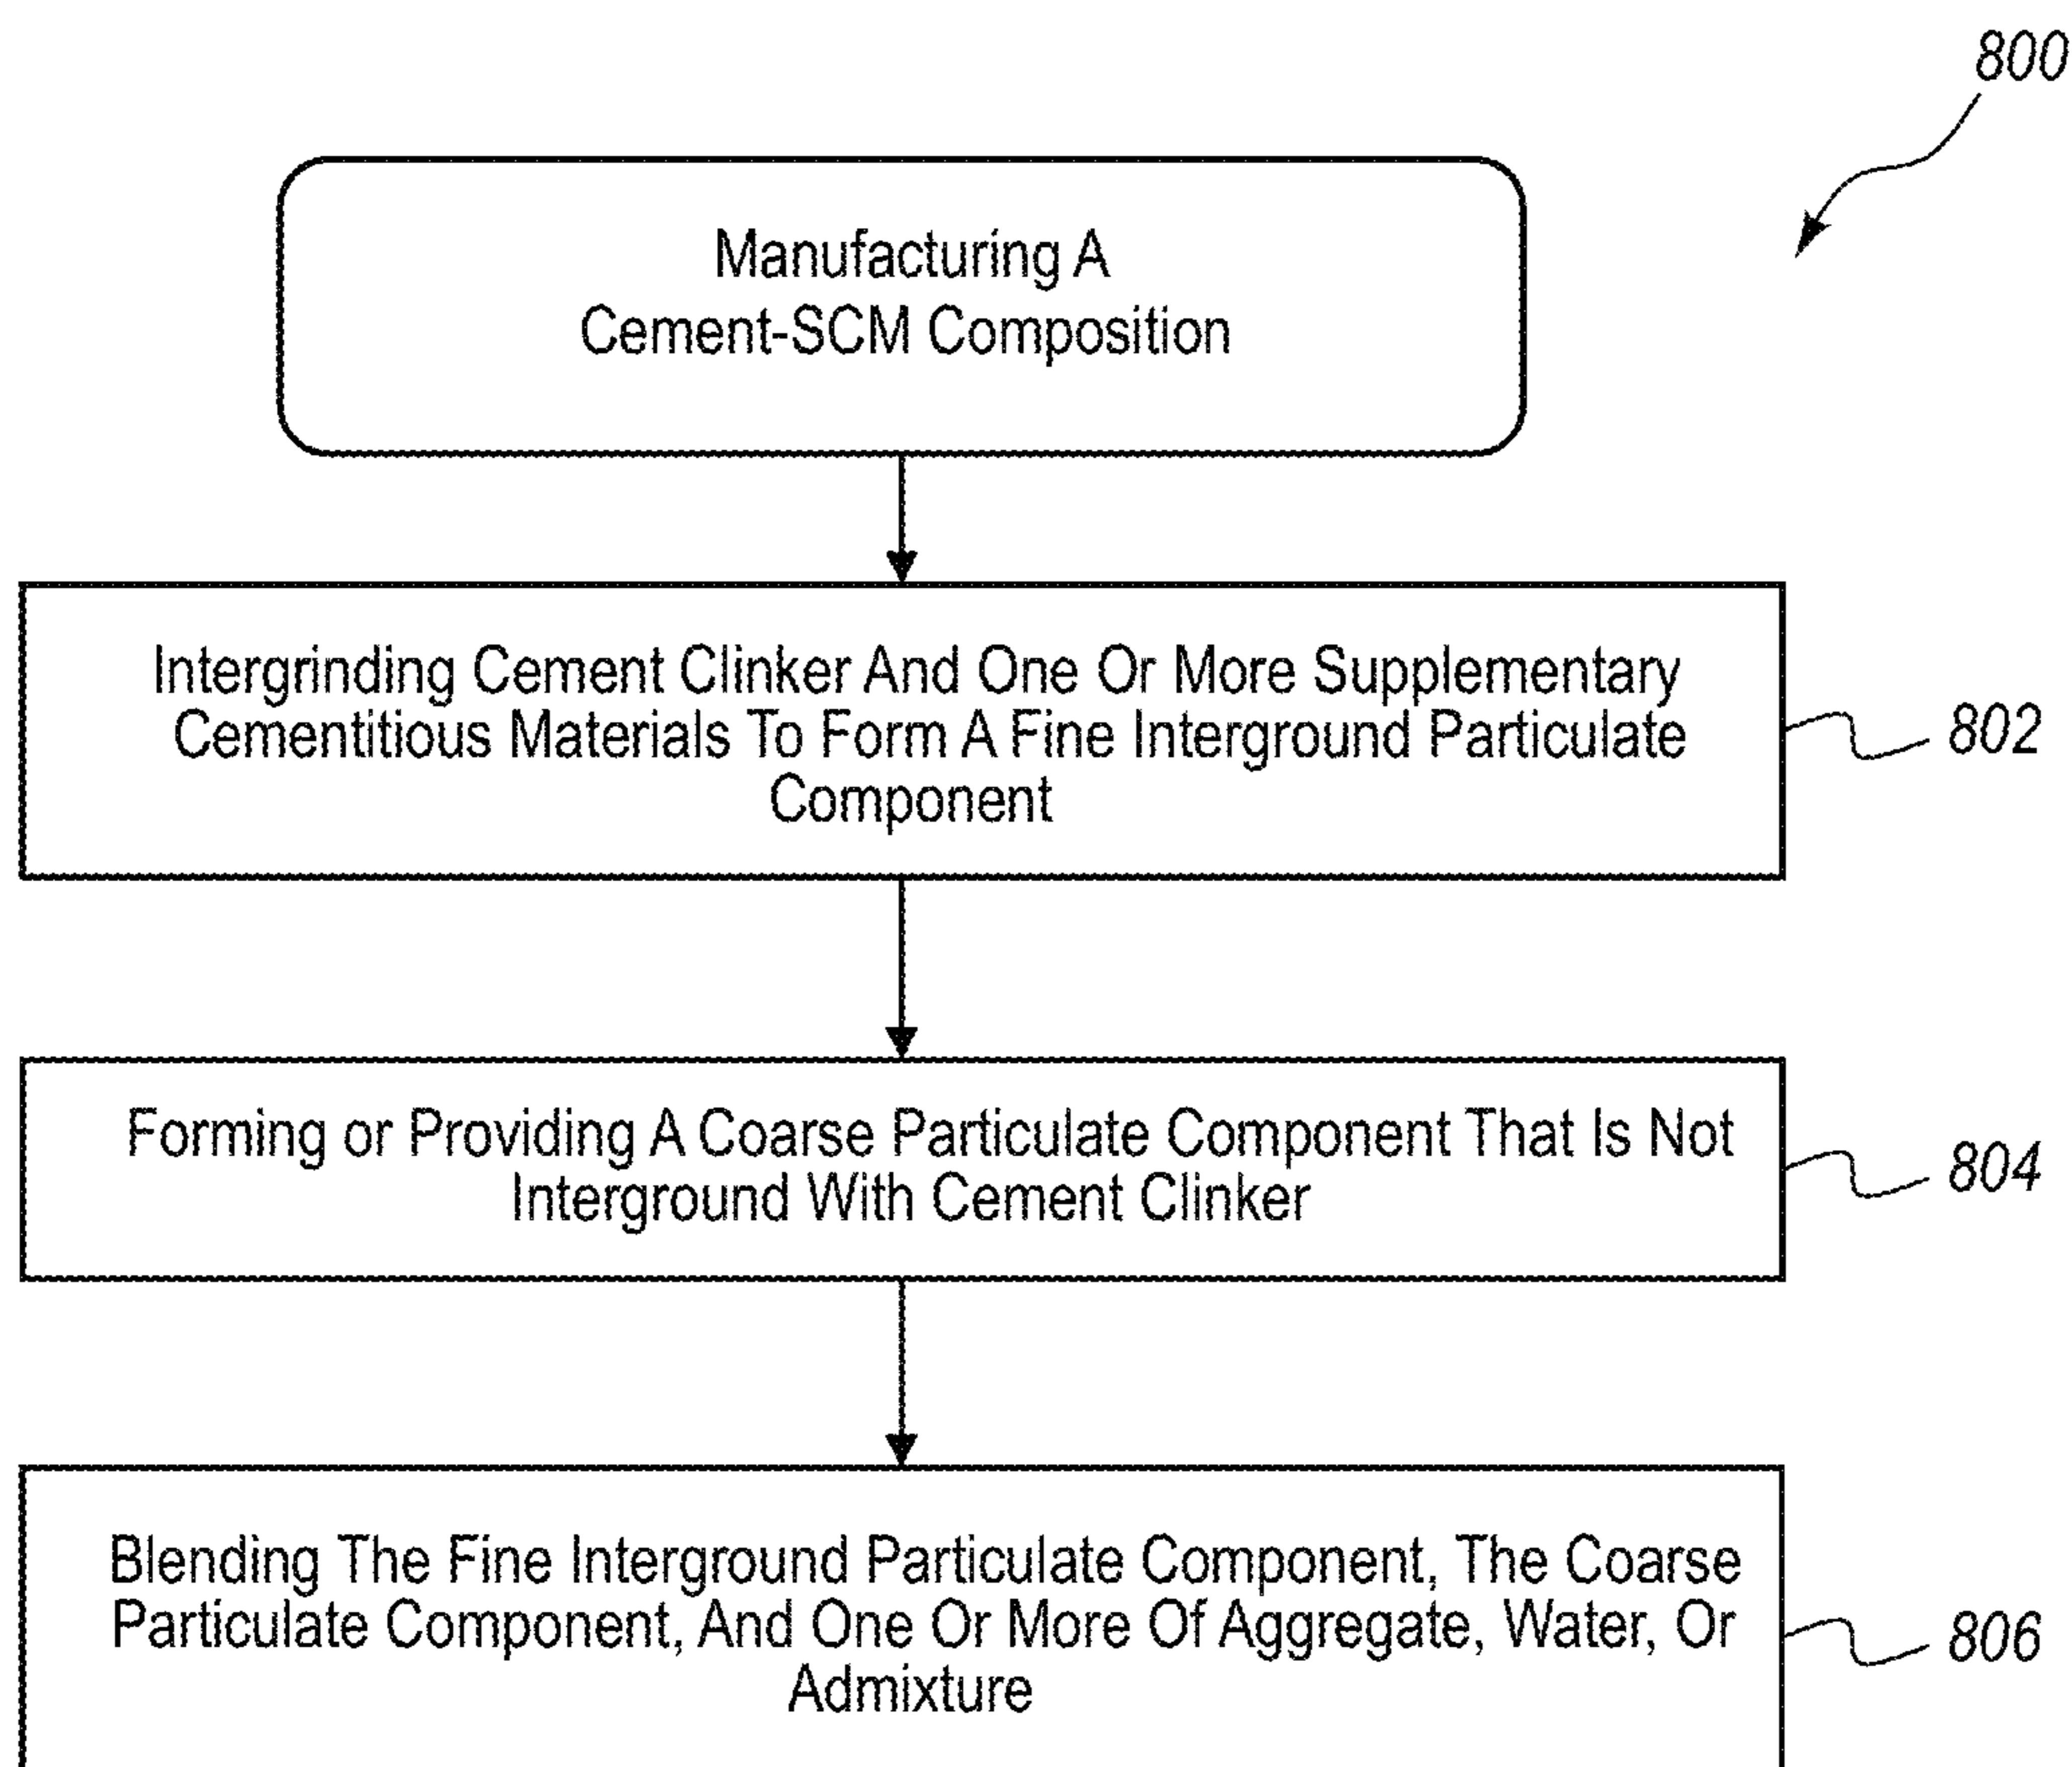 800
Manufacturing A
Cement-SCM Composition
Intergrinding Cement Clinker And One Or More Supplementary
Cementitious Materials To Form A Fine Interground Particulate
Component
802
Forming or Providing A Coarse Particulate Component That Is Not
Interground With Cement Clinker
804
Blending The Fine Interground Particulate Component, The Coarse
Particulate Component, And One Or More Of Aggregate, Water, Or
Admixture
806